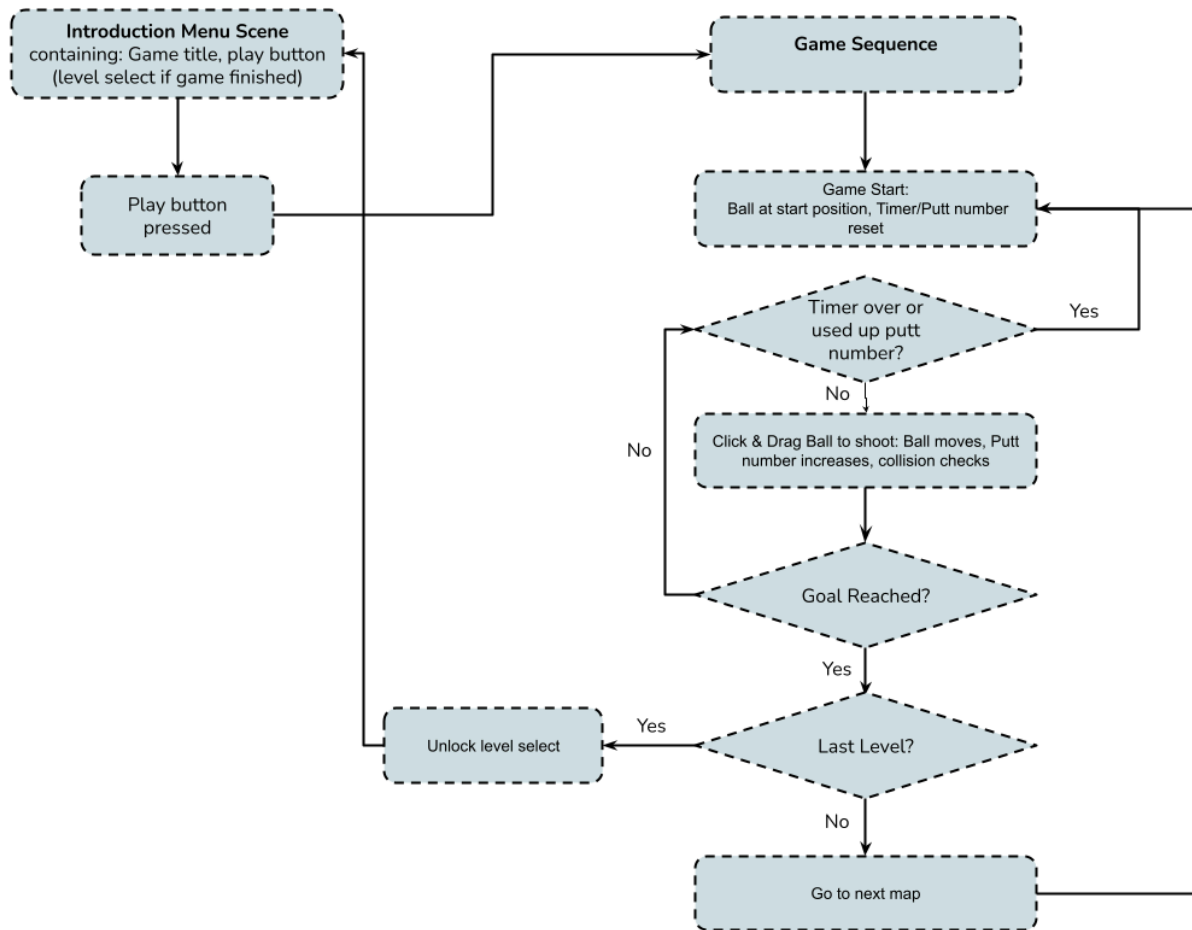 Introduction Menu Scene
containing: Game title, play button
(level select if game finished)
Play button
pressed
Game Sequence
Game Start:
Ball at start position, Timer/Putt number
reset
Timer over or
used up putt
number?
Yes
No
Click & Drag Ball to shoot: Ball moves, Putt
number increases, collision checks
No
Goal Reached?
Yes
Last Level?
Yes
Unlock level select
No
Go to next map